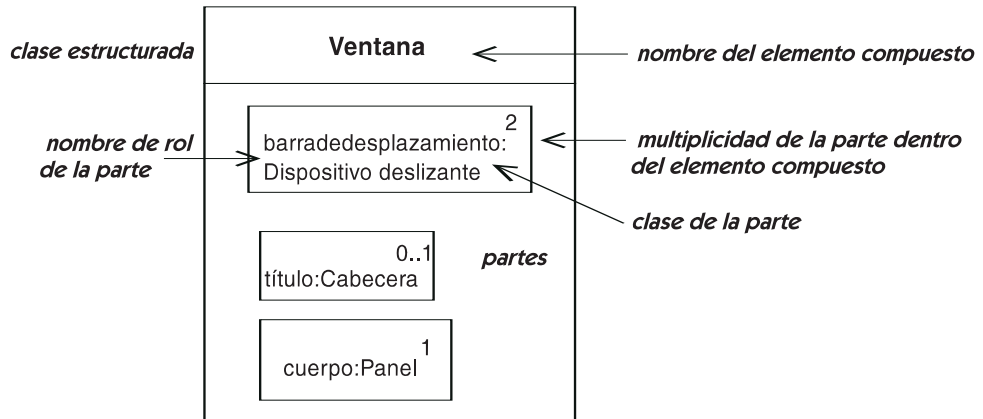 clase estructurada
Ventana
nombre del elemento compuesto
nombre de rol
de la parte
2
barradedesplazamiento:
Dispositivo deslizante
multiplicidad de la parte dentro
del elemento compuesto
clase de la parte
0..1
título:Cabecera
partes
1
cuerpo:Panel